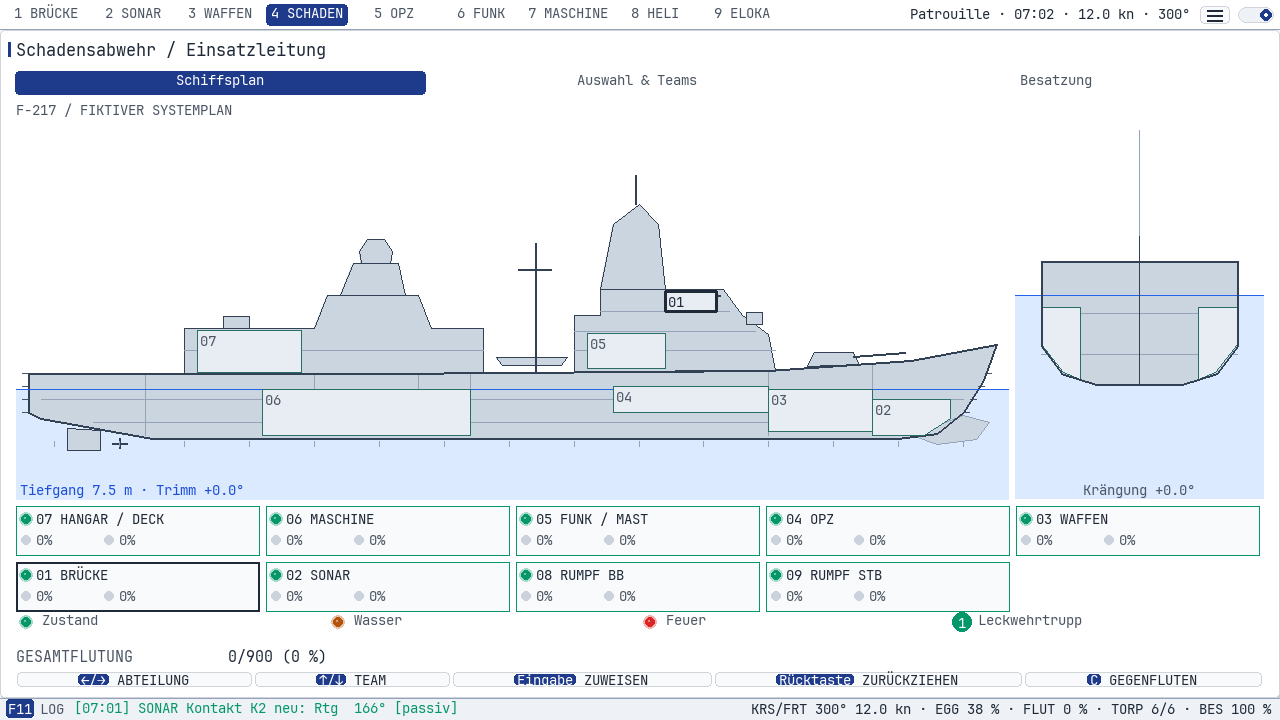 1 BRÜCKE 2 SONAR 3 WAFFEN 4 SCHADEN 5 OPZ 6 FUNK 7 MASCHINE 8 HELI 9 ELOKA Patrouille · 07:02 · 12.0 kn · 300°
Schadensabwehr / Einsatzleitung
Schiffsplan Auswahl & Teams Besatzung
F-217 / FIKTIVER SYSTEMPLAN
01
07
05
06
04
03
02
Tiefgang 7.5 m · Trimm +0.0° Krängung +0.0°
07 HANGAR / DECK 06 MASCHINE 05 FUNK / MAST 04 OPZ 03 WAFFEN
0% 0% 0% 0% 0% 0% 0% 0% 0% 0%
01 BRÜCKE 02 SONAR 08 RUMPF BB 09 RUMPF STB
0% 0% 0% 0% 0% 0% 0% 0%
Zustand Wasser Feuer 1 Leckwehrtrupp
GESAMTFLUTUNG 0/900 (0 %)
←/→ ABTEILUNG ↑/↓ TEAM Eingabe ZUWEISEN Rücktaste ZURÜCKZIEHEN C GEGENFLUTEN
F11 LOG [07:01] SONAR Kontakt K2 neu: Rtg 166° [passiv] KRS/FRT 300° 12.0 kn · EGG 38 % · FLUT 0 % · TORP 6/6 · BES 100 %